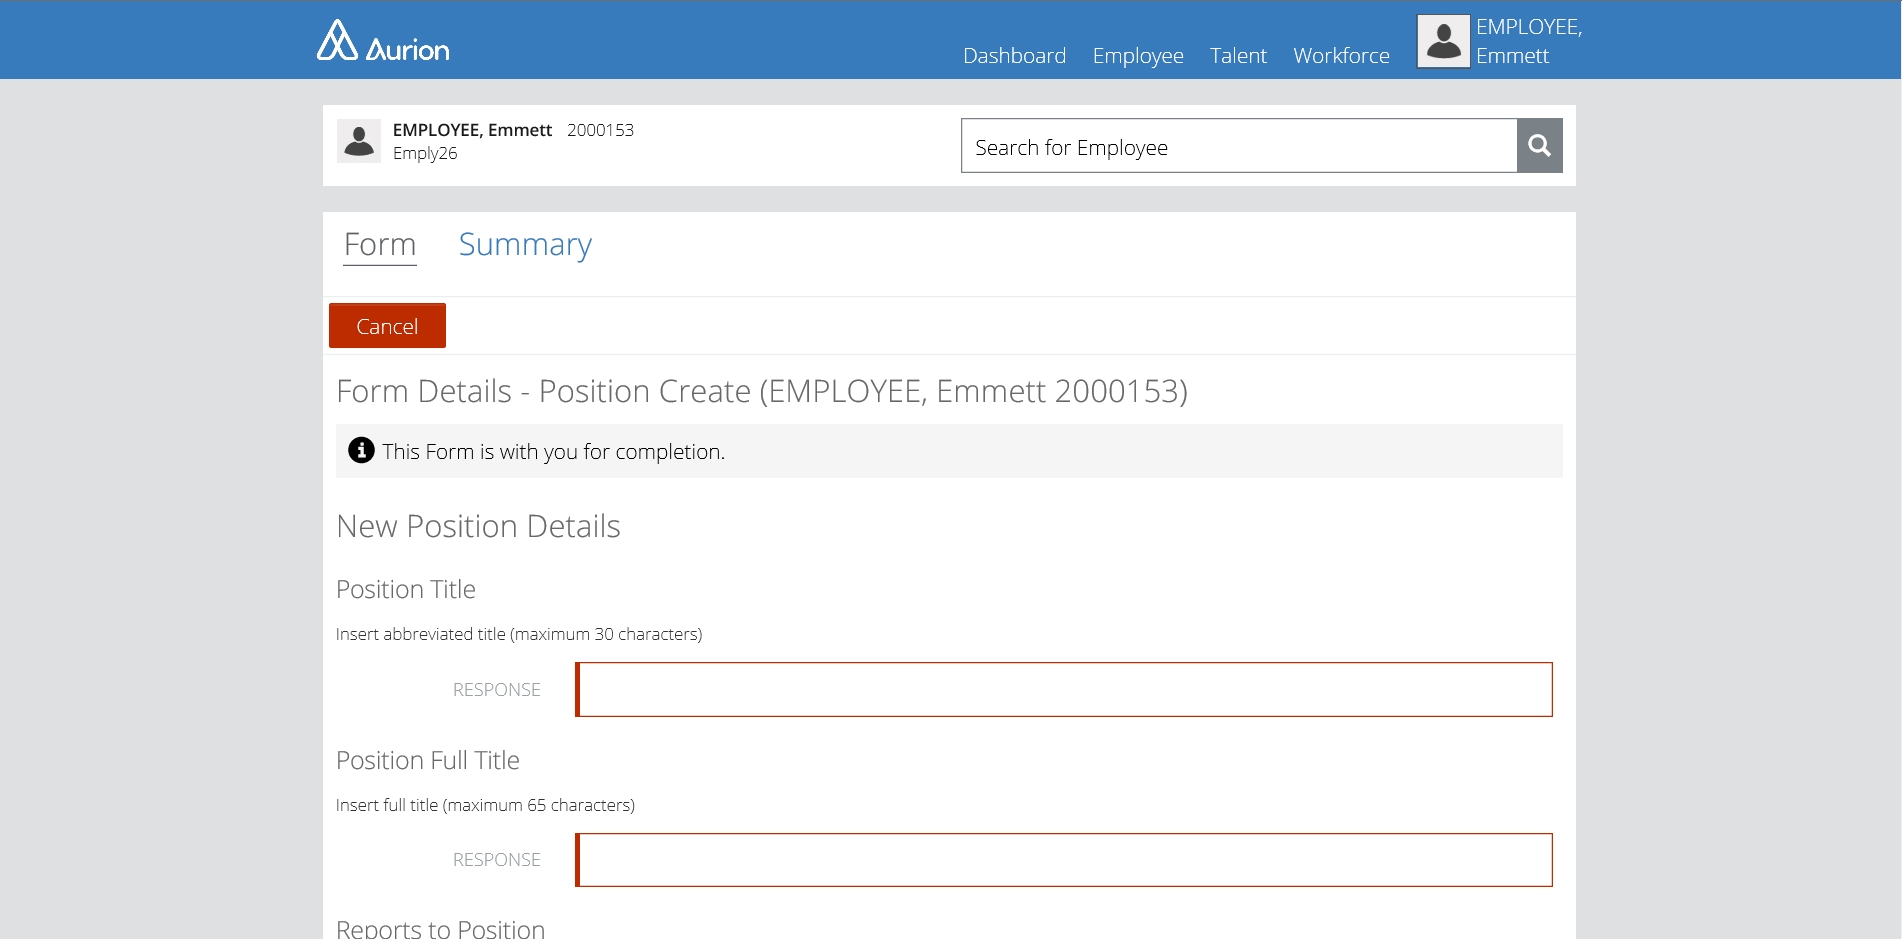 Aurion
Dashboard Employee Talent Workforce
EMPLOYEE,
Emmett
EMPLOYEE, Emmett 2000153
Emply26
Search for Employee
Form Summary
Cancel
Form Details - Position Create (EMPLOYEE, Emmett 2000153)
This Form is with you for completion.
New Position Details
Position Title
Insert abbreviated title (maximum 30 characters)
RESPONSE
Position Full Title
Insert full title (maximum 65 characters)
RESPONSE
Reports to Position